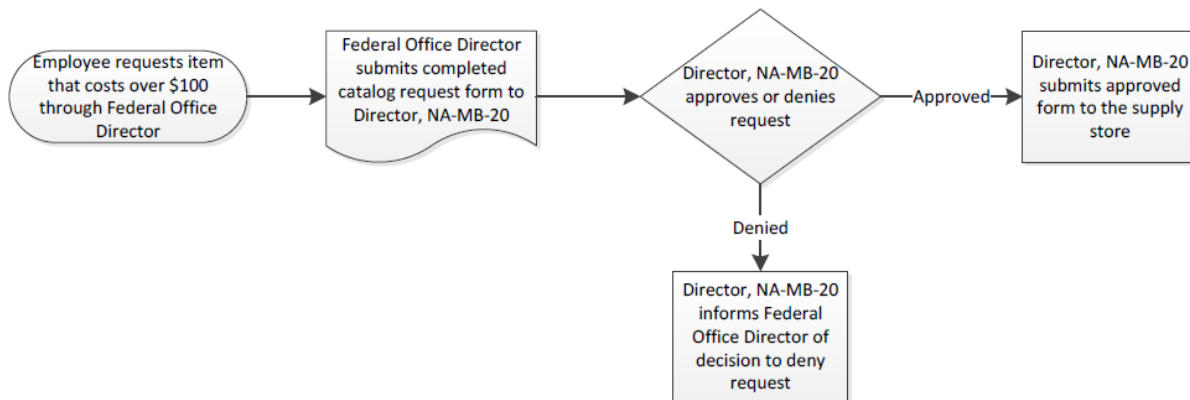 Employee requests item
that costs over $100
through Federal Office
Director
Federal Office Director
submits completed
catalog request form to
Director, NA-MB-20
Director, NA-MB-20
approves or denies
request
Approved
Director, NA-MB-20
submits approved
form to the supply
store
Denied
Director, NA-MB-20
informs Federal
Office Director of
decision to deny
request